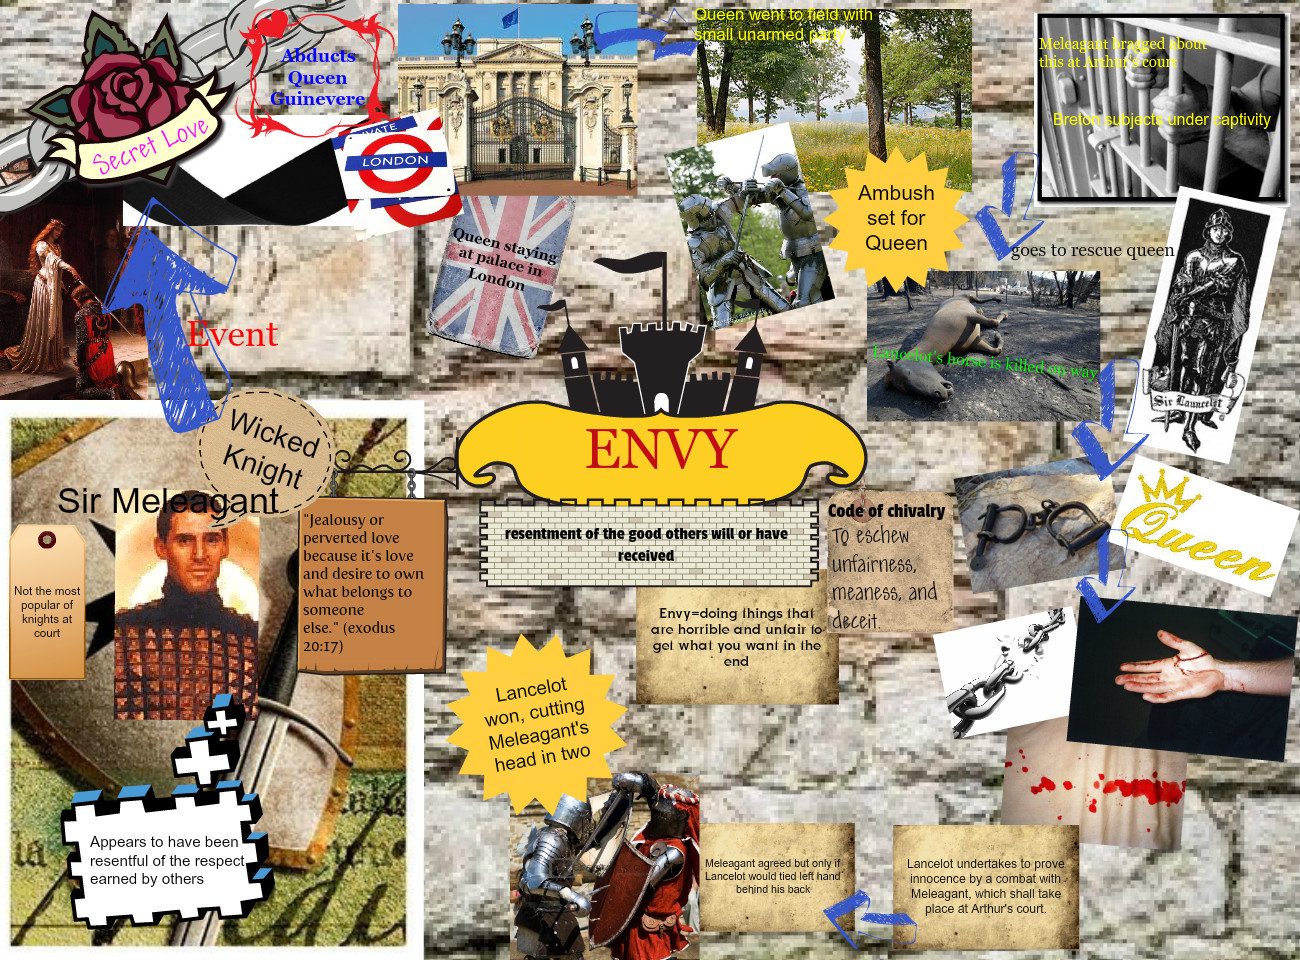 Secret Love
Abducts
Queen
Guinevere
LONDON
Queen staying
at palace in
London
Queen went to field with
small unarmed party
Ambush
set for
Queen
Meleagant bragged about
this at Arthur's court
Breton subjects under captivity
goes to rescue queen
Sir Launcelot
Lancelot's horse is killed on way
Event
Wicked
Knight
Sir Meleagant
Not the most
popular of
knights at
court
"Jealousy or
perverted love
because it's love
and desire to own
what belongs to
someone
else." (exodus
20:17)
Appears to have been
resentful of the respect
earned by others
ENVY
resentment of the good others will or have
received
Envy=doing things that
are horrible and unfair to
get what you want in the
end
Code of chivalry
To eschew
unfairness,
meaness, and
deceit.
Queen
Lancelot
won, cutting
Meleagant's
head in two
Meleagant agreed but only if
Lancelot would tied left hand
behind his back
Lancelot undertakes to prove
innocence by a combat with
Meleagant, which shall take
place at Arthur's court.